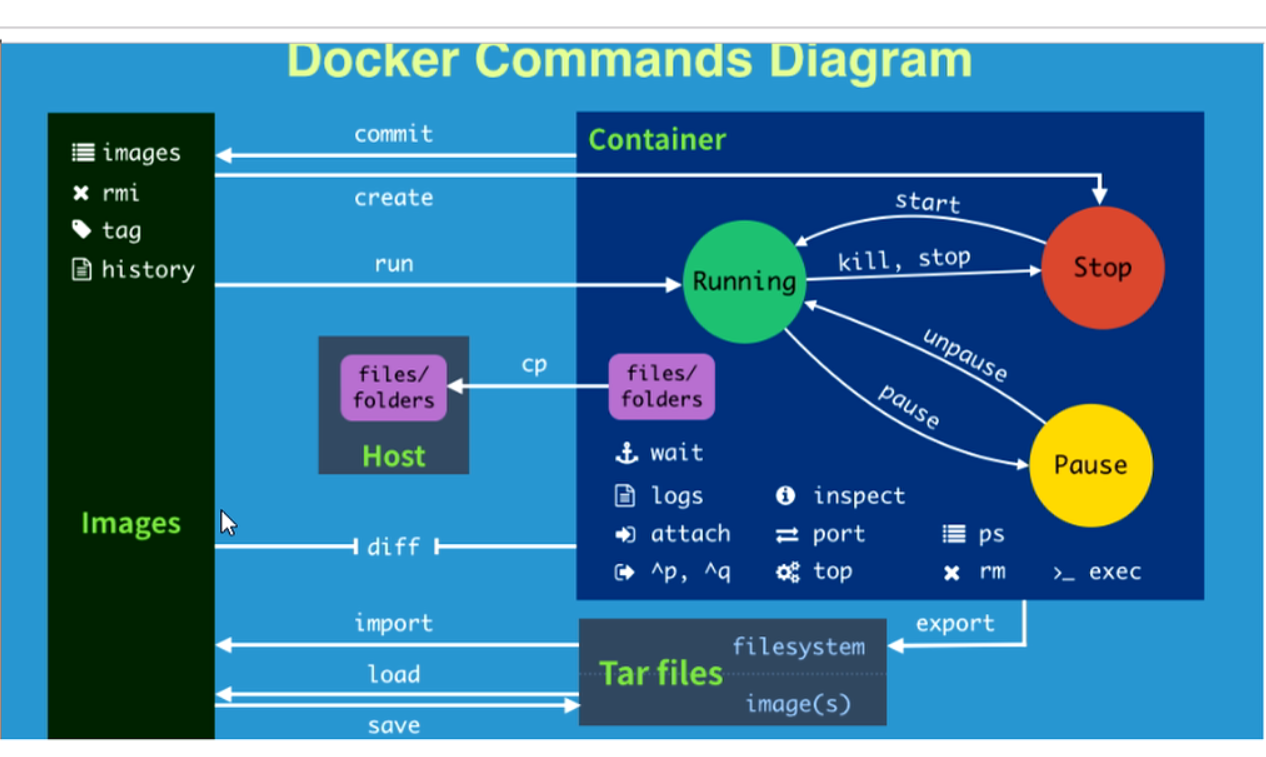 Docker Commands Diagram
images
rmi
tag
history
Images
commit
create
run
cp
files/
folders
Host
diff
import
load
save
Container
start
kill, stop
Running
Stop
unpause
pause
Pause
files/
folders
wait
logs
inspect
attach
port
ps
^p, ^q
top
rm
>_ exec
export
filesystem
Tar files
image(s)